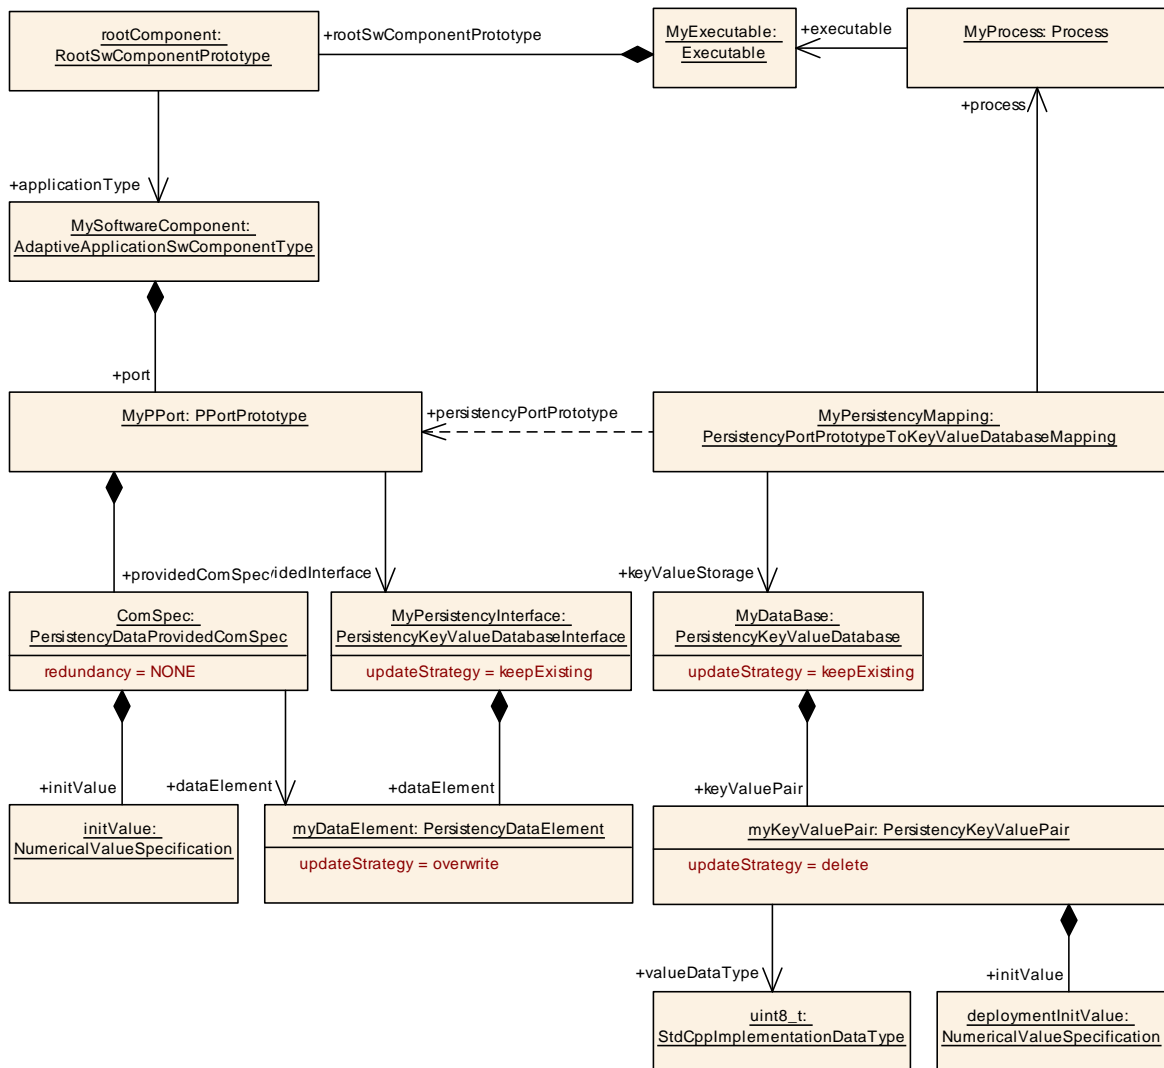 rootComponent:
RootSwComponentPrototype
+rootSwComponentPrototype
MyExecutable:
Executable
+executable
MyProcess: Process
+process
+applicationType
MySoftwareComponent:
AdaptiveApplicationSwComponentType
+port
MyPPort: PPortPrototype
+persistencyPortPrototype
MyPersistencyMapping:
PersistencyPortPrototypeToKeyValueDatabaseMapping
+providedComSpec
videdInterface
+keyValueStorage
ComSpec:
PersistencyDataProvidedComSpec
redundancy = NONE
MyPersistencyInterface:
PersistencyKeyValueDatabaseInterface
updateStrategy = keepExisting
MyDataBase:
PersistencyKeyValueDatabase
updateStrategy = keepExisting
+initValue
+dataElement
+dataElement
+keyValuePair
initValue:
NumericalValueSpecification
myDataElement: PersistencyDataElement
updateStrategy = overwrite
myKeyValuePair: PersistencyKeyValuePair
updateStrategy = delete
+valueDataType
+initValue
uint8_t:
StdCppImplementationDataType
deploymentInitValue:
NumericalValueSpecification